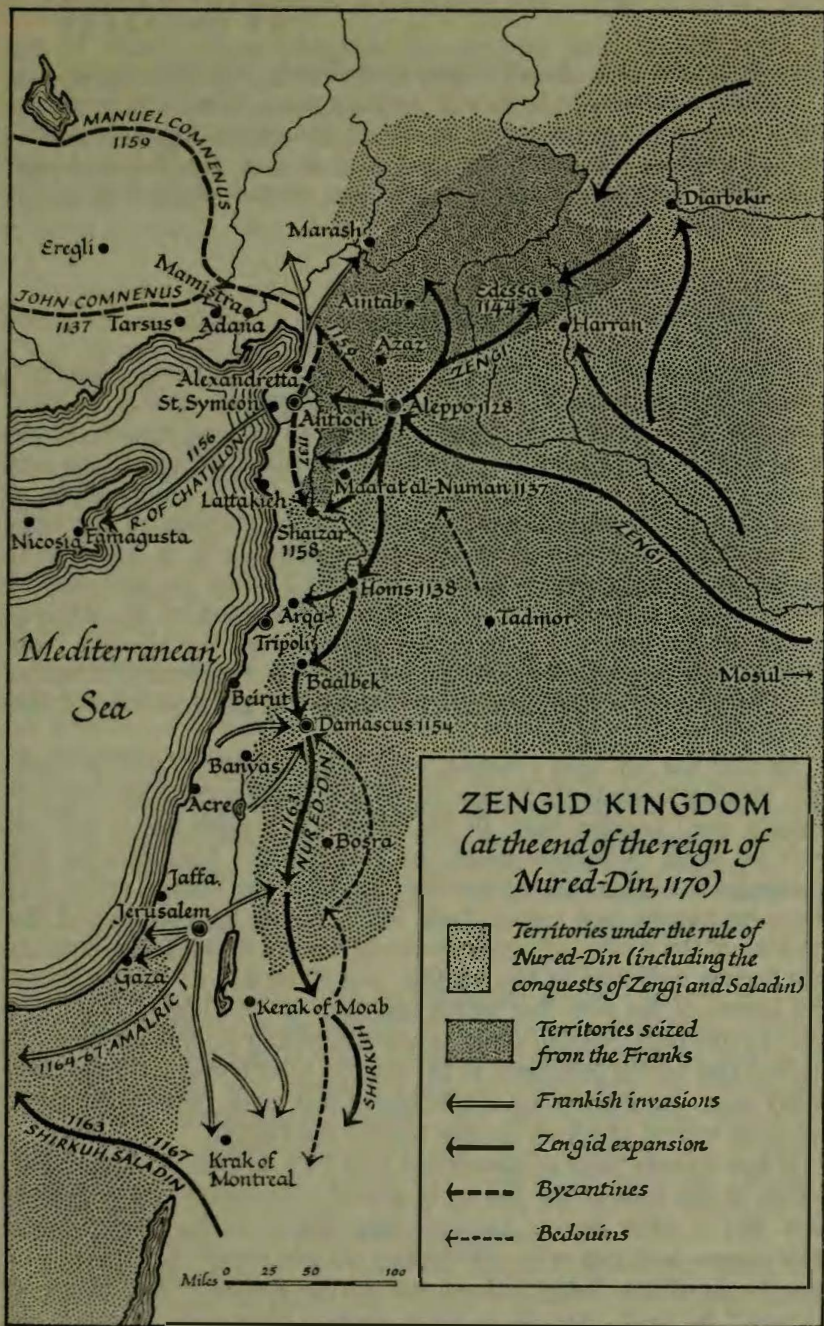 MANUEL COMNENUS
1159
Eregli
Marash
Diarbekir
JOHN COMNENUS
1137
Mamistra
Tarsus
Adana
Aintab
Edessa
1144
Harran
Azaz
1159
ZENGI
Alexandretta
St. Symeon
Antioch
Aleppo 1128
1156
R. OF CHATILLON
1137
Maarat al-Numan 1137
Lattakieh
Shaizar
1158
Nicosia
Famagusta
ZENGI
Homs 1138
Arqa
Tadmor
Tripoli
Mediterranean
Sea
Mosul
Baalbek
Beirut
Damascus 1154
Banyas
Acre
1163
NUR ED-DIN
Bosra
Jaffa
Jerusalem
Gaza
Kerak of Moab
1164-67 AMALRIC I
SHIRKUH
1163
1167
SHIRKUH, SALADIN
Krak of
Montreal
Miles 0 25 50 100
ZENGID KINGDOM
(at the end of the reign of
Nur ed-Din, 1170)
Territories under the rule of
Nur ed-Din (including the
conquests of Zengi and Saladin)
Territories seized
from the Franks
Frankish invasions
Zengid expansion
Byzantines
Bedouins